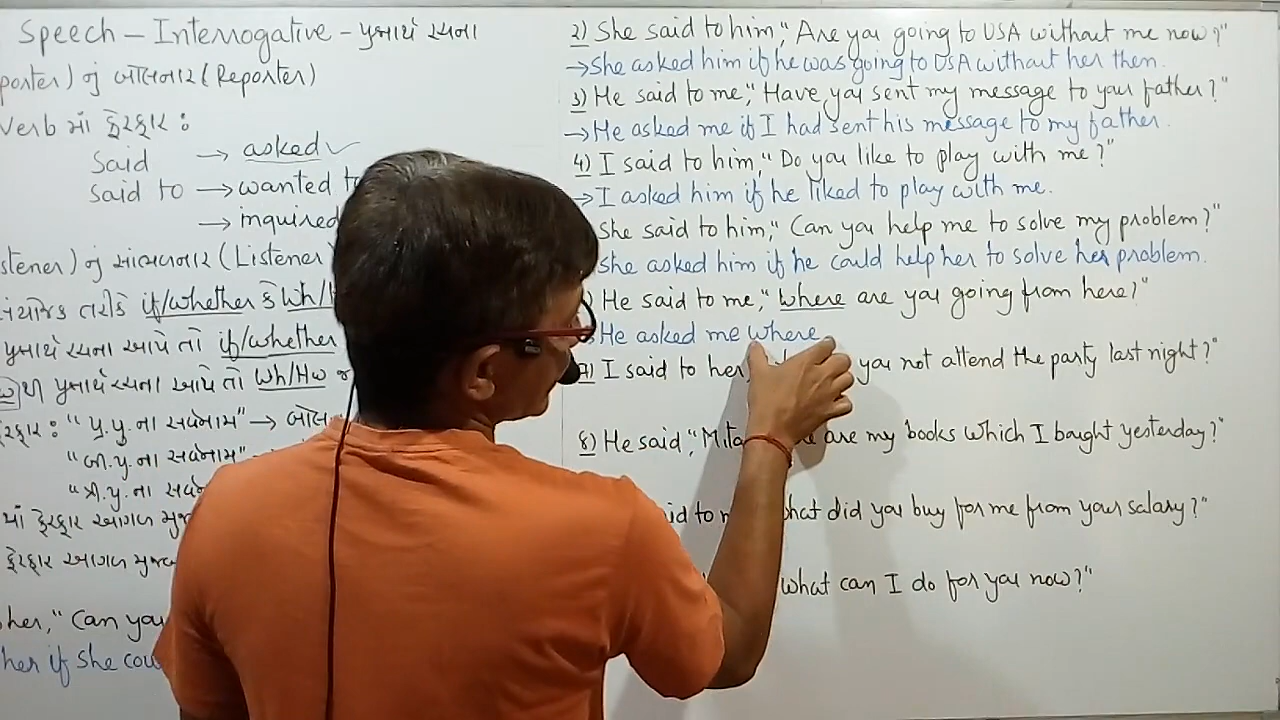 Speech – Interrogative – પ્રશ્નાર્થ રચના
porter) નું બોલનાર (Reporter)
Verb માં ફેરફાર :
Said → asked ✓
said to → wanted to
→ inquired
stener) નું સાંભળનાર (Listener
સંયોજક તરીકે if/whether કે Wh/
પ્રશ્નાર્થ રચના આપે તો if/whether
થી પ્રશ્નાર્થ રચના આપે તો Wh/Hw જ
ફેરફાર : "પ્ર.પુ.ના સર્વનામ" → બોલ
"બી.પુ.ના સર્વનામ"
"ત્રી.પુ.ના સર્વના
માં ફેરફાર આગળ મુજ
ફેરફાર આગળ મુજબ
her," Can you
her if she cou
2) She said to him," Are you going to USA without me now?"
→ She asked him if he was going to USA without her then.
3) He said to me," Have you sent my message to your father?"
→ He asked me if I had sent his message to my father.
4) I said to him," Do you like to play with me?"
→ I asked him if he liked to play with me.
She said to him," Can you help me to solve my problem?"
She asked him if he could help her to solve her problem.
He said to me," where are you going from here?"
He asked me where
7) I said to her, you not attend the party last night?"
8) He said," Mita are my books which I bought yesterday?"
said to what did you buy for me from your salary?"
what can I do for you now?"